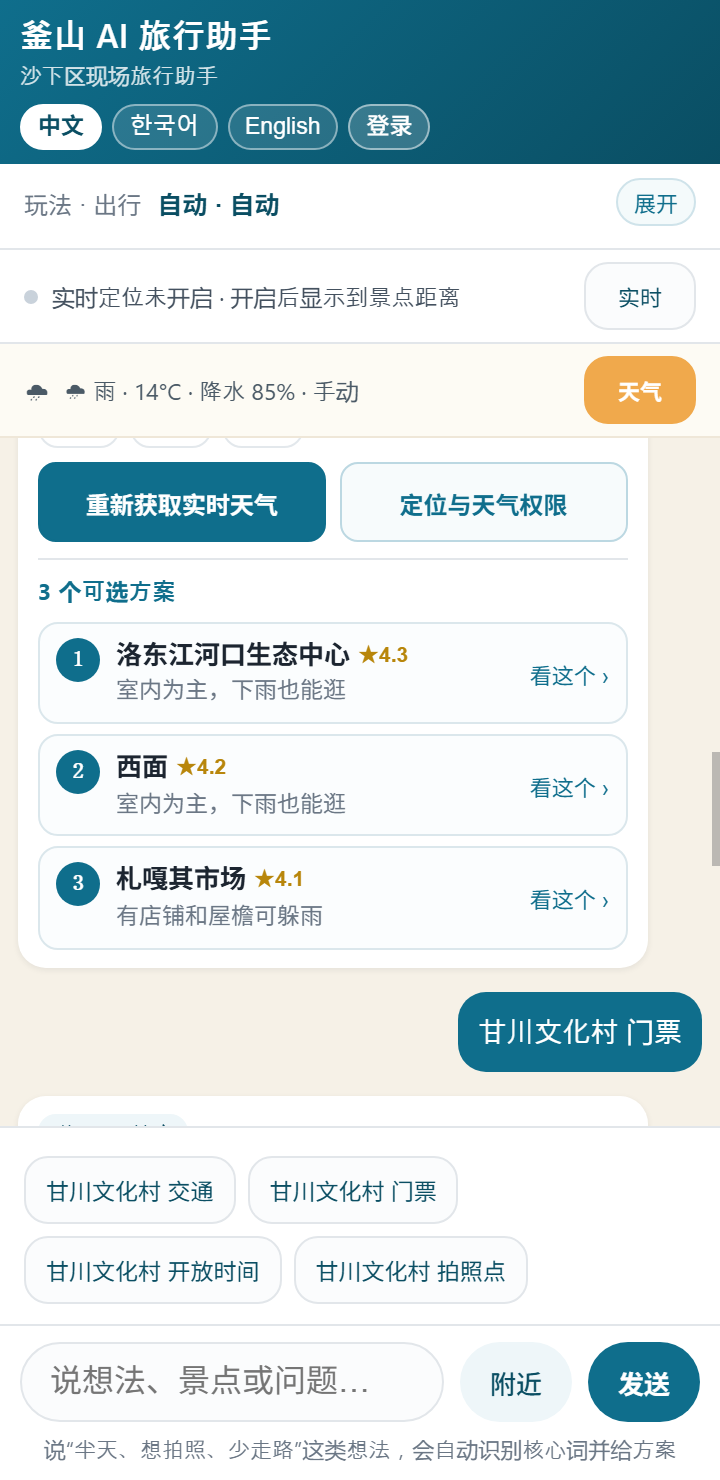 釜山 AI 旅行助手
沙下区现场旅行助手
中文 한국어 English 登录
玩法 · 出行 自动 · 自动 展开
实时定位未开启 · 开启后显示到景点距离 实时
雨 · 14°C · 降水 85% · 手动 天气
重新获取实时天气 定位与天气权限
3 个可选方案
1 洛东江河口生态中心 ★4.3
室内为主，下雨也能逛 看这个 ›
2 西面 ★4.2
室内为主，下雨也能逛 看这个 ›
3 札嘎其市场 ★4.1
有店铺和屋檐可躲雨 看这个 ›
甘川文化村 门票
甘川文化村 交通 甘川文化村 门票
甘川文化村 开放时间 甘川文化村 拍照点
说想法、景点或问题… 附近 发送
说“半天、想拍照、少走路”这类想法，会自动识别核心词并给方案